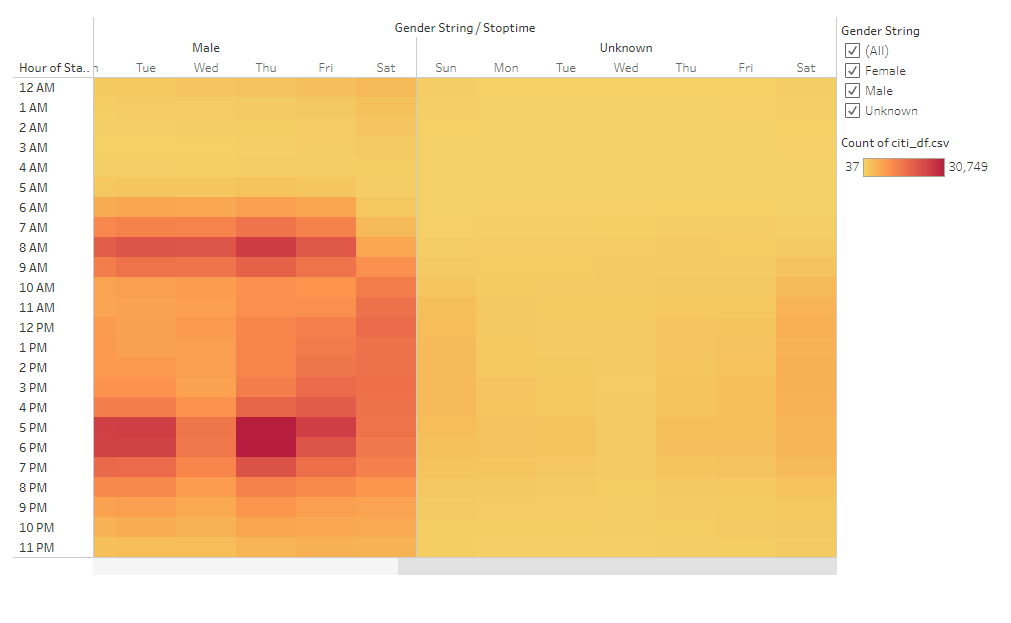 Gender String / Stoptime
Male Unknown
Hour of Sta.. n Tue Wed Thu Fri Sat Sun Mon Tue Wed Thu Fri Sat
12 AM
1 AM
2 AM
3 AM
4 AM
5 AM
6 AM
7 AM
8 AM
9 AM
10 AM
11 AM
12 PM
1 PM
2 PM
3 PM
4 PM
5 PM
6 PM
7 PM
8 PM
9 PM
10 PM
11 PM
Gender String
(All)
Female
Male
Unknown
Count of citi_df.csv
37 30,749